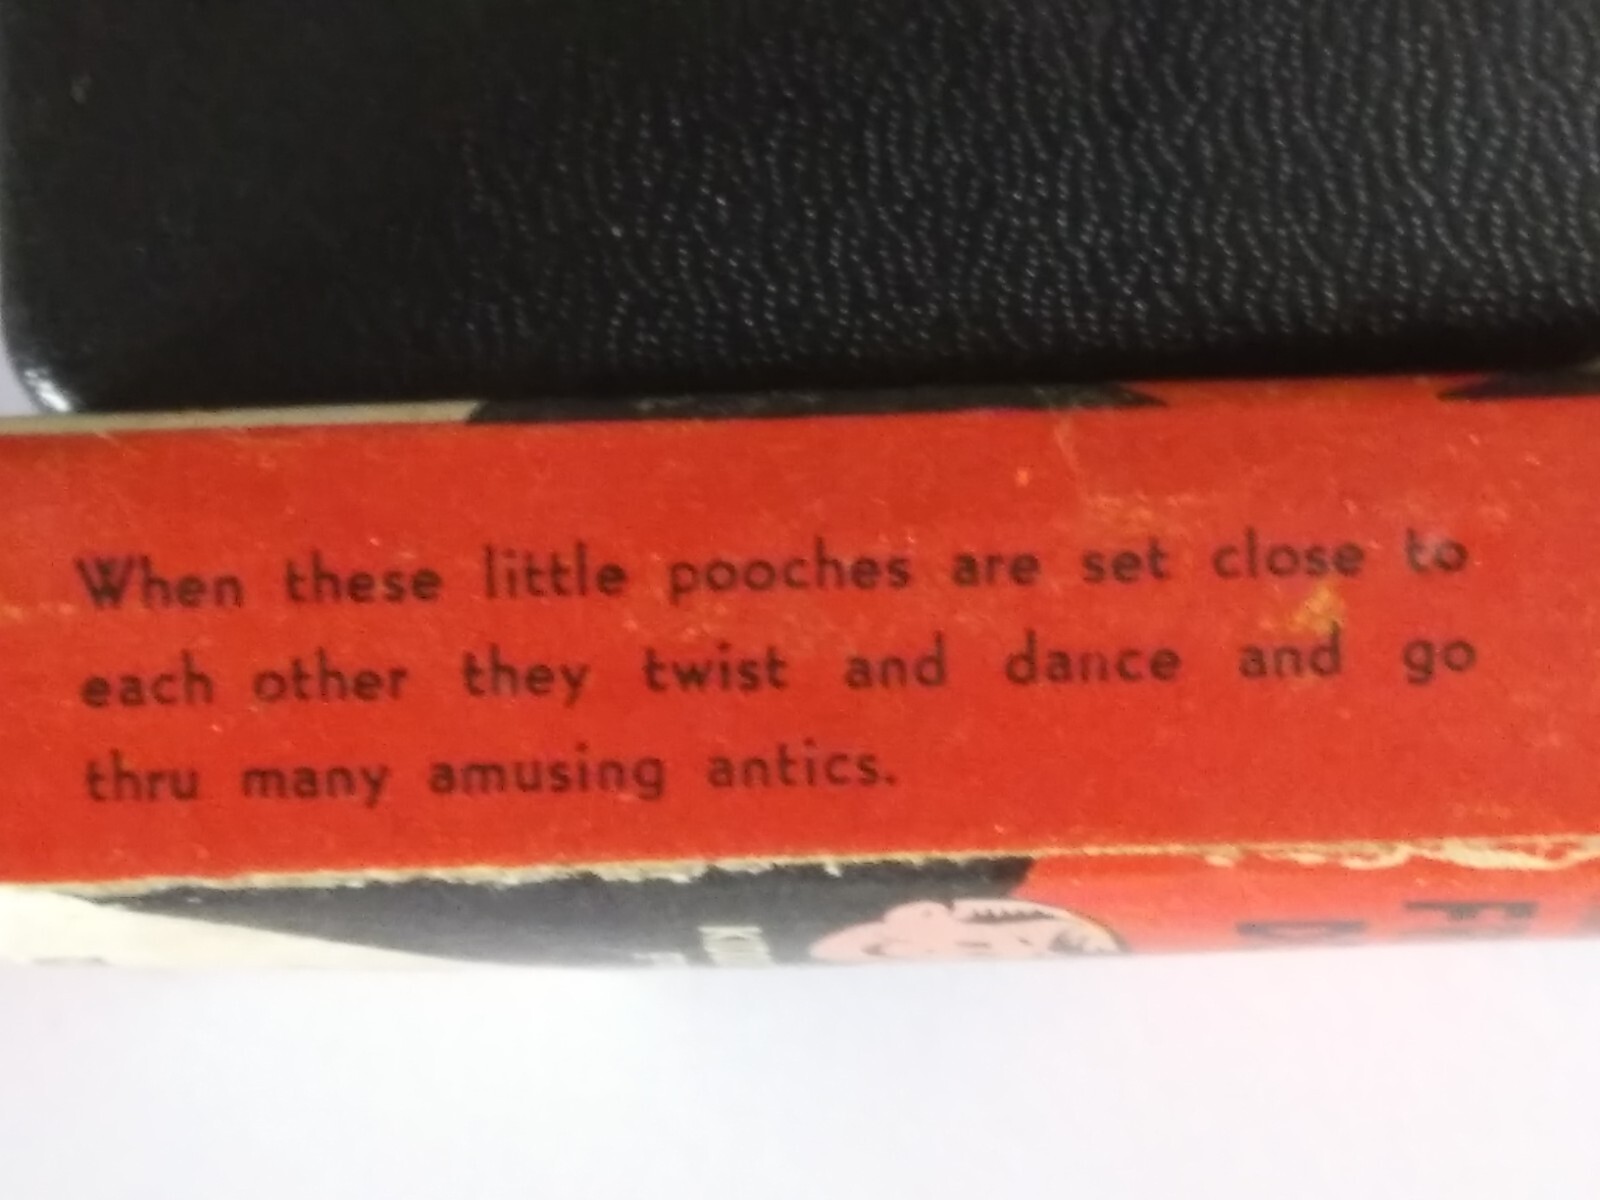 When these little pooches are set close to
each other they twist and dance and go
thru many amusing antics.